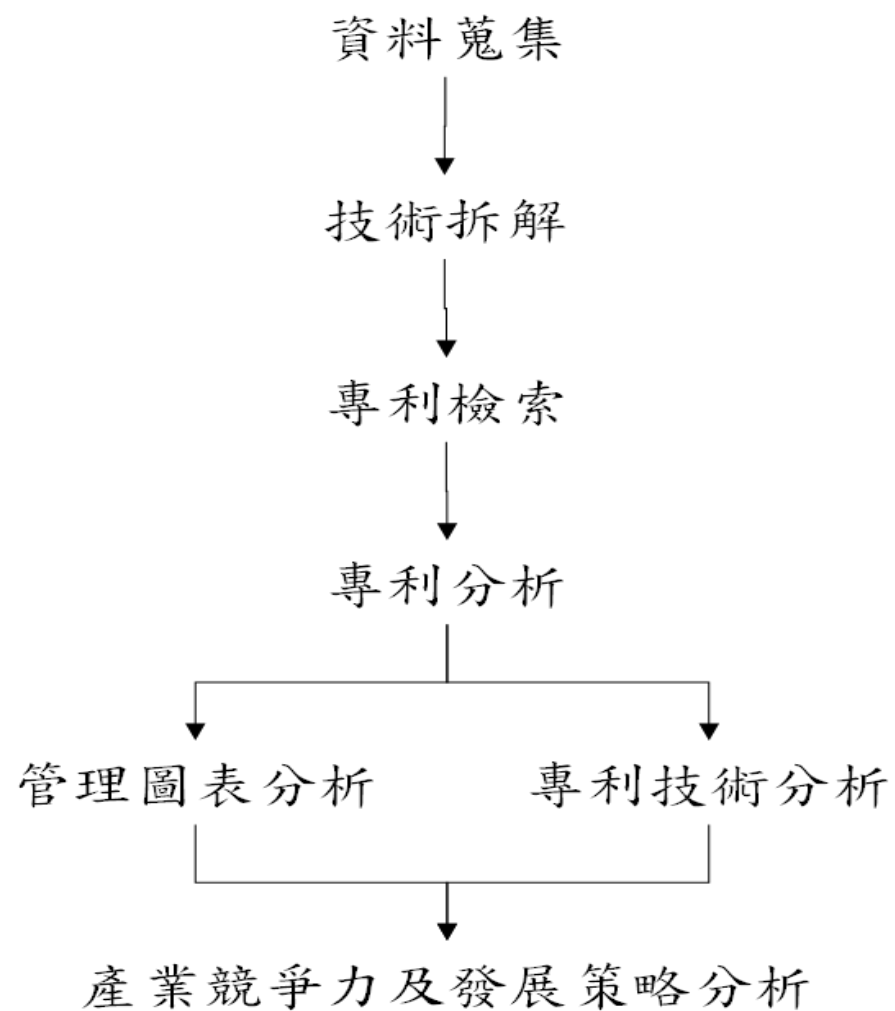 資料蒐集
技術拆解
專利檢索
專利分析
管理圖表分析
專利技術分析
產業競爭力及發展策略分析